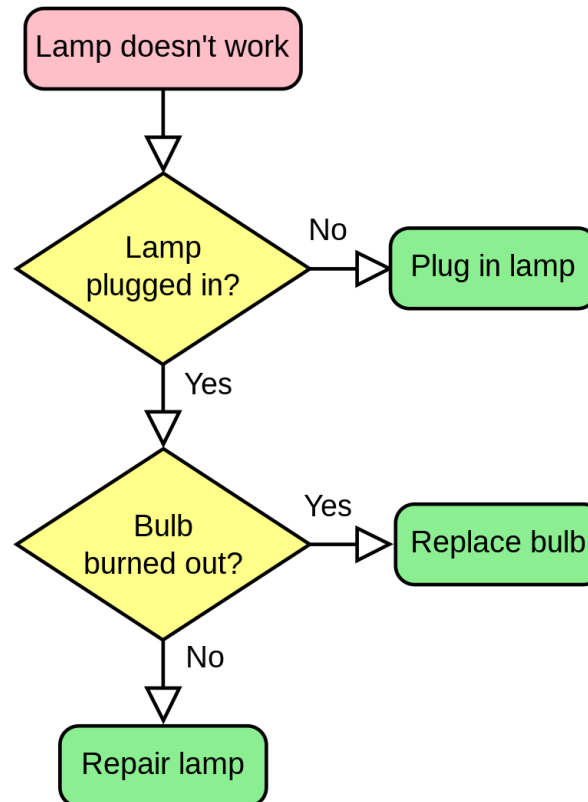 Lamp doesn't work
Lamp
plugged in?
No
Plug in lamp
Yes
Bulb
burned out?
Yes
Replace bulb
No
Repair lamp